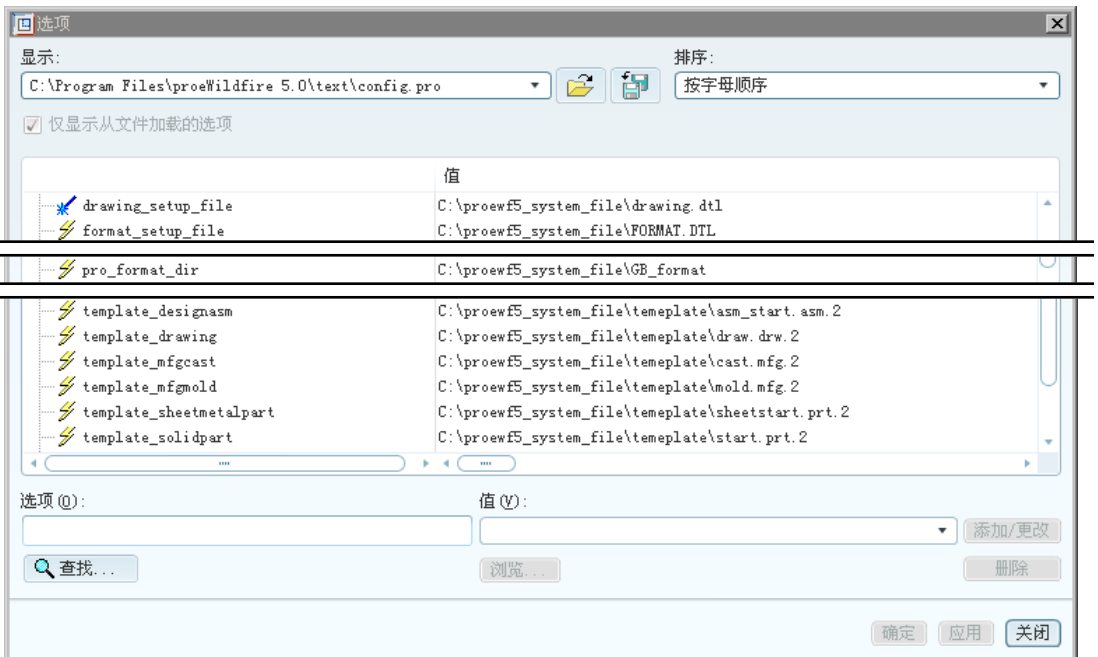 选项
显示: 排序:
C:\Program Files\proeWildfire 5.0\text\config.pro 按字母顺序
仅显示从文件加载的选项
值
drawing_setup_file C:\proewf5_system_file\drawing.dtl
format_setup_file C:\proewf5_system_file\FORMAT.DTL
pro_format_dir C:\proewf5_system_file\GB_format
template_designasm C:\proewf5_system_file\temeplate\asm_start.asm.2
template_drawing C:\proewf5_system_file\temeplate\draw.drw.2
template_mfgcast C:\proewf5_system_file\temeplate\cast.mfg.2
template_mfgmold C:\proewf5_system_file\temeplate\mold.mfg.2
template_sheetmetalpart C:\proewf5_system_file\temeplate\sheetstart.prt.2
template_solidpart C:\proewf5_system_file\temeplate\start.prt.2
选项(O): 值(V):
添加/更改
查找... 浏览... 删除
确定 应用 关闭